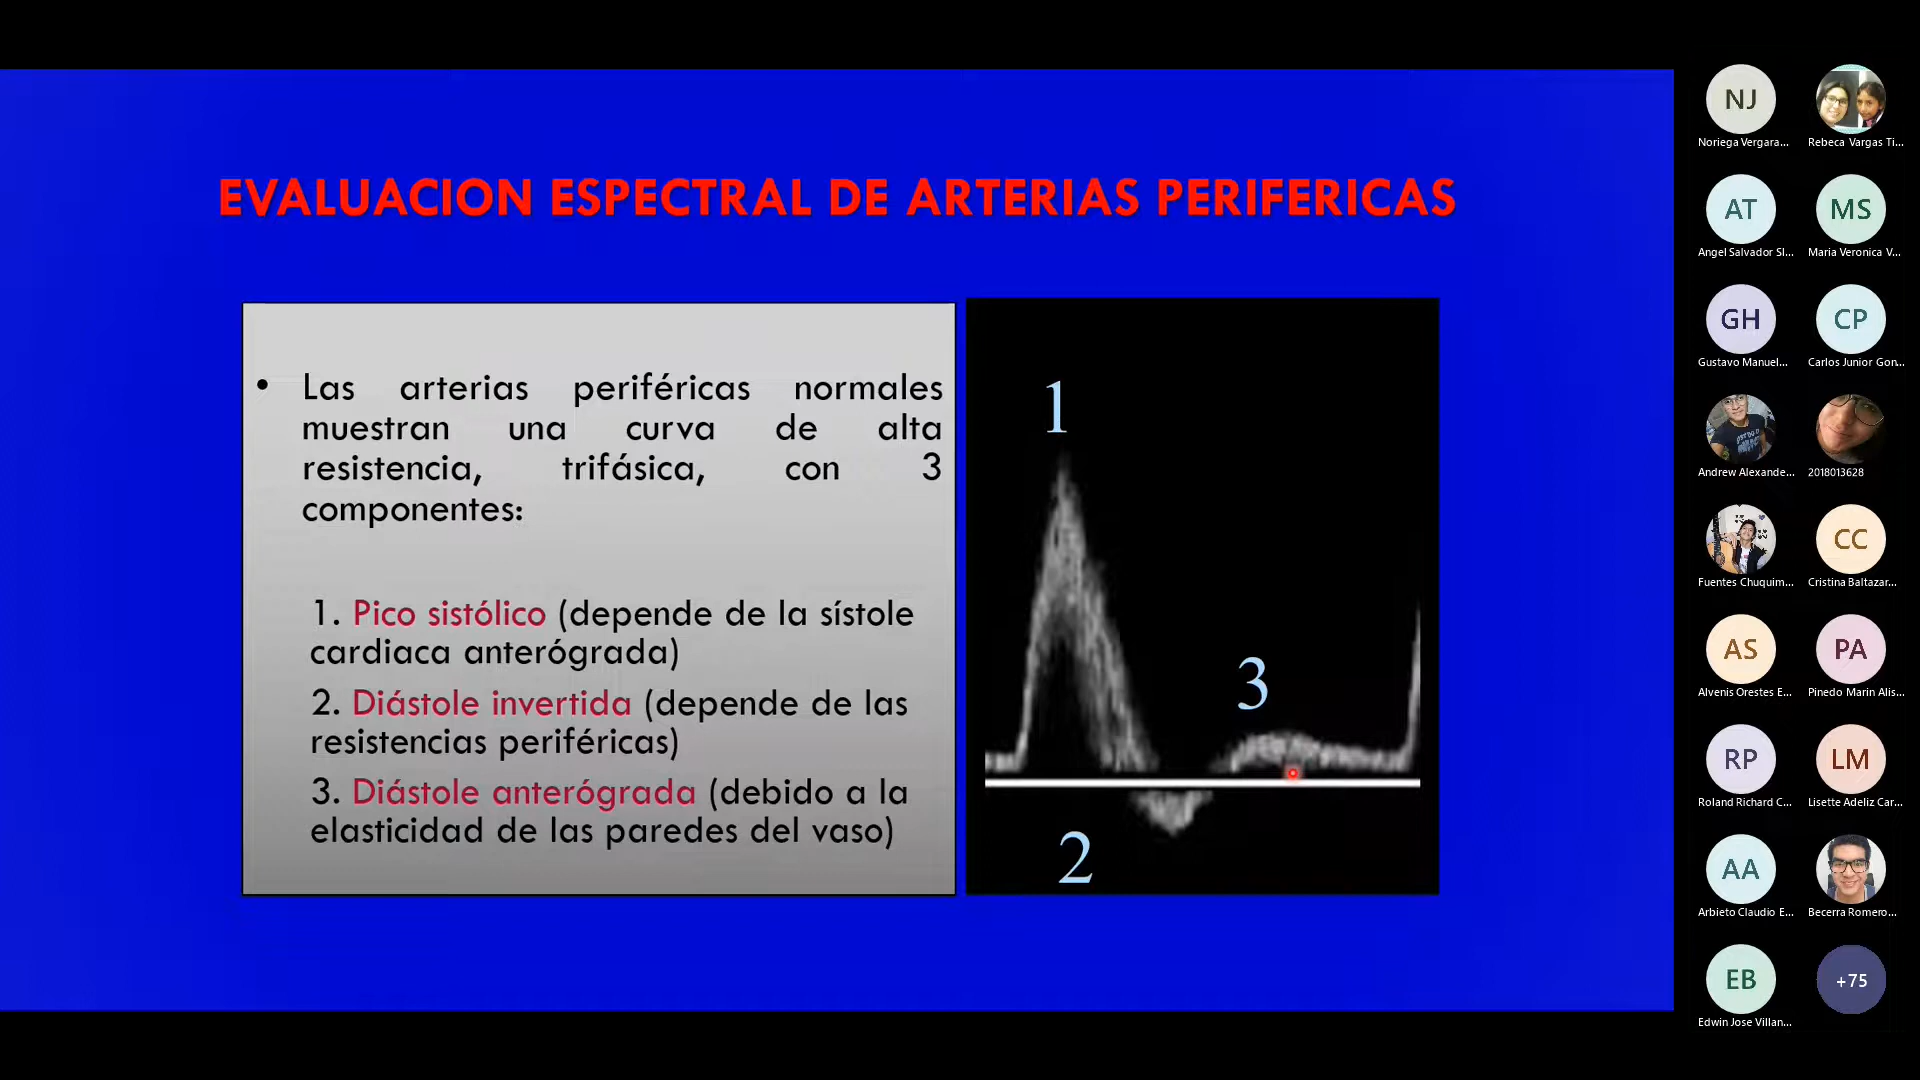 EVALUACION ESPECTRAL DE ARTERIAS PERIFERICAS
• Las arterias periféricas normales
muestran una curva de alta
resistencia, trifásica, con 3
componentes:
1. Pico sistólico (depende de la sístole
cardiaca anterógrada)
2. Diástole invertida (depende de las
resistencias periféricas)
3. Diástole anterógrada (debido a la
elasticidad de las paredes del vaso)
1
3
2
NJ
Noriega Vergara...
Rebeca Vargas Ti...
AT
Angel Salvador Sl...
MS
Maria Veronica V...
GH
Gustavo Manuel...
CP
Carlos Junior Gon...
Andrew Alexande...
2018013628
Fuentes Chuquim...
CC
Cristina Baltazar...
AS
Alvenis Orestes E...
PA
Pinedo Marin Alis...
RP
Roland Richard C...
LM
Lisette Adeliz Car...
AA
Arbieto Claudio E...
Becerra Romero...
EB
Edwin Jose Villan...
+75